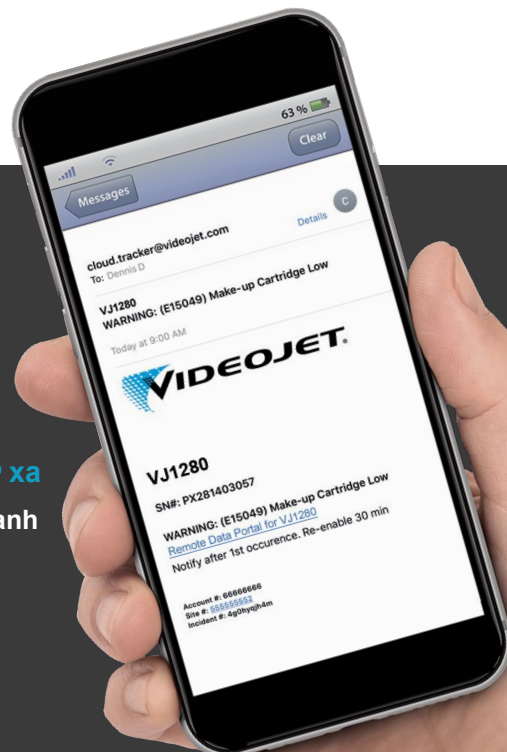 63 %
Messages
Clear
cloud.tracker@videojet.com
To: Dennis D
Details
C
VJ1280
WARNING: (E15049) Make-up Cartridge Low
Today at 9:00 AM
VIDEOJET.
VJ1280
SN#: PX281403057
WARNING: (E15049) Make-up Cartridge Low
Remote Data Portal for VJ1280
Notify after 1st occurence. Re-enable 30 min
Account #: 66666666
Site #: 555555552
Incident #: 4g0hyqjh4m
xa
anh